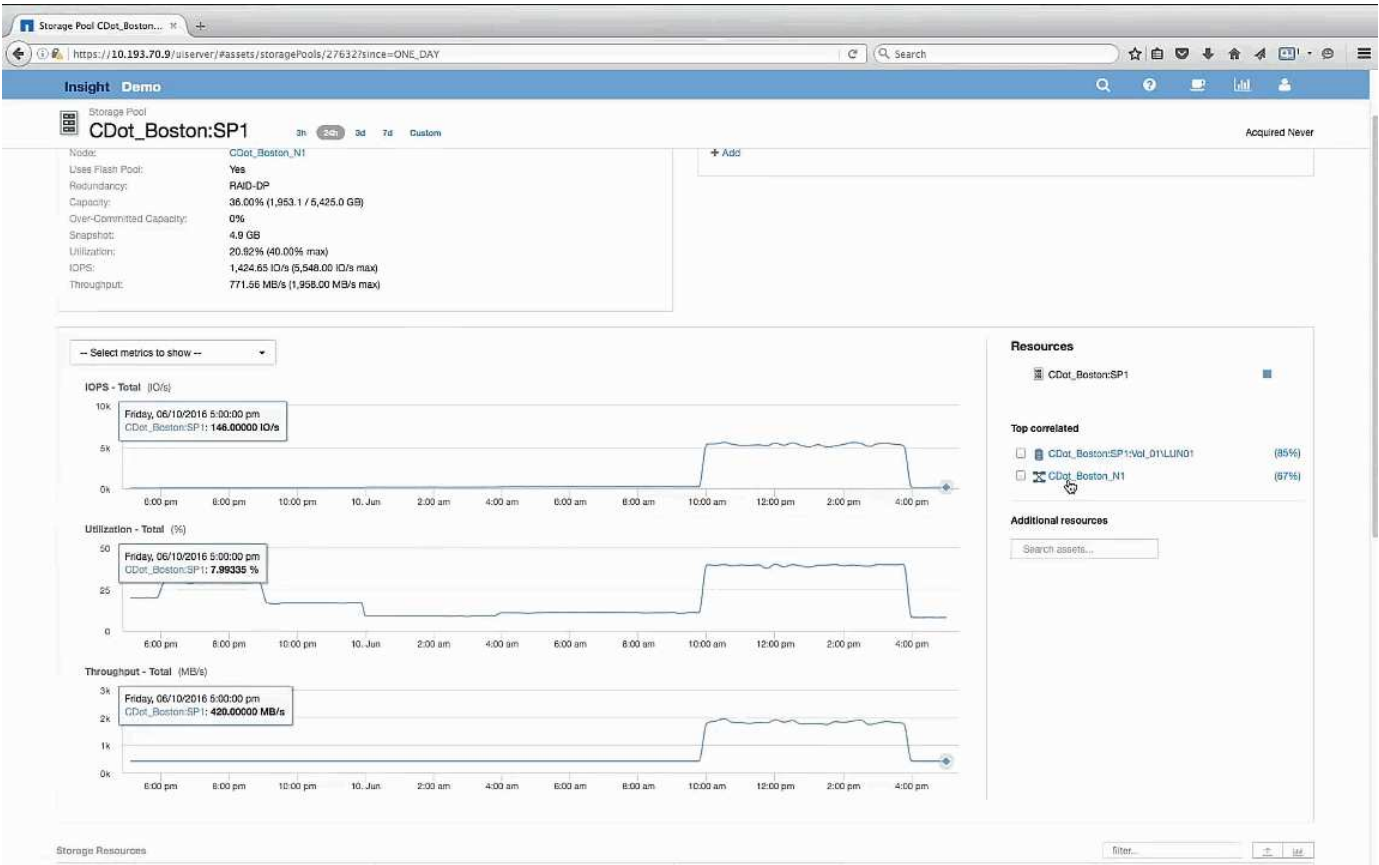 Storage Pool CDot_Boston... ×
+
https://10.193.70.9/uiserver/#assets/storagePools/27632?since=ONE_DAY
Search
Insight Demo
Storage Pool
CDot_Boston:SP1
3h 24h 3d 7d Custom
Acquired Never
Node: CDot_Boston_N1
Uses Flash Pool: Yes
Redundancy: RAID-DP
Capacity: 36.00% (1,953.1 / 5,425.0 GB)
Over-Committed Capacity: 0%
Snapshot: 4.9 GB
Utilization: 20.92% (40.00% max)
IOPS: 1,424.65 IO/s (5,548.00 IO/s max)
Throughput: 771.56 MB/s (1,958.00 MB/s max)
+ Add
-- Select metrics to show --
IOPS - Total (IO/s)
10k
5k
0k
Friday, 06/10/2016 5:00:00 pm
CDot_Boston:SP1: 146.00000 IO/s
6:00 pm 8:00 pm 10:00 pm 10. Jun 2:00 am 4:00 am 6:00 am 8:00 am 10:00 am 12:00 pm 2:00 pm 4:00 pm
Utilization - Total (%)
50
25
0
Friday, 06/10/2016 5:00:00 pm
CDot_Boston:SP1: 7.99335 %
6:00 pm 8:00 pm 10:00 pm 10. Jun 2:00 am 4:00 am 6:00 am 8:00 am 10:00 am 12:00 pm 2:00 pm 4:00 pm
Throughput - Total (MB/s)
3k
2k
1k
0k
Friday, 06/10/2016 5:00:00 pm
CDot_Boston:SP1: 420.00000 MB/s
6:00 pm 8:00 pm 10:00 pm 10. Jun 2:00 am 4:00 am 6:00 am 8:00 am 10:00 am 12:00 pm 2:00 pm 4:00 pm
Resources
CDot_Boston:SP1
Top correlated
CDot_Boston:SP1:Vol_01\LUN01 (85%)
CDot_Boston_N1 (67%)
Additional resources
Search assets...
Storage Resources
filter...